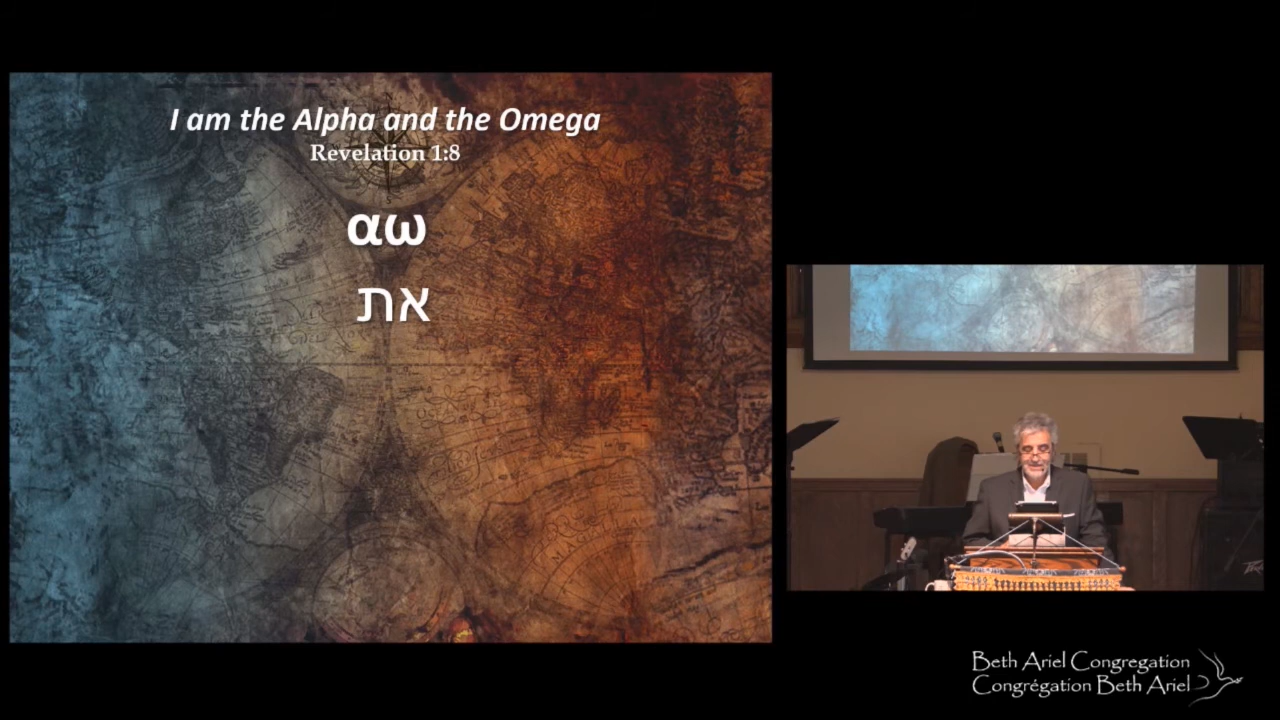 I am the Alpha and the Omega
Revelation 1:8
αω
את
Beth Ariel Congregation
Congrégation Beth Ariel